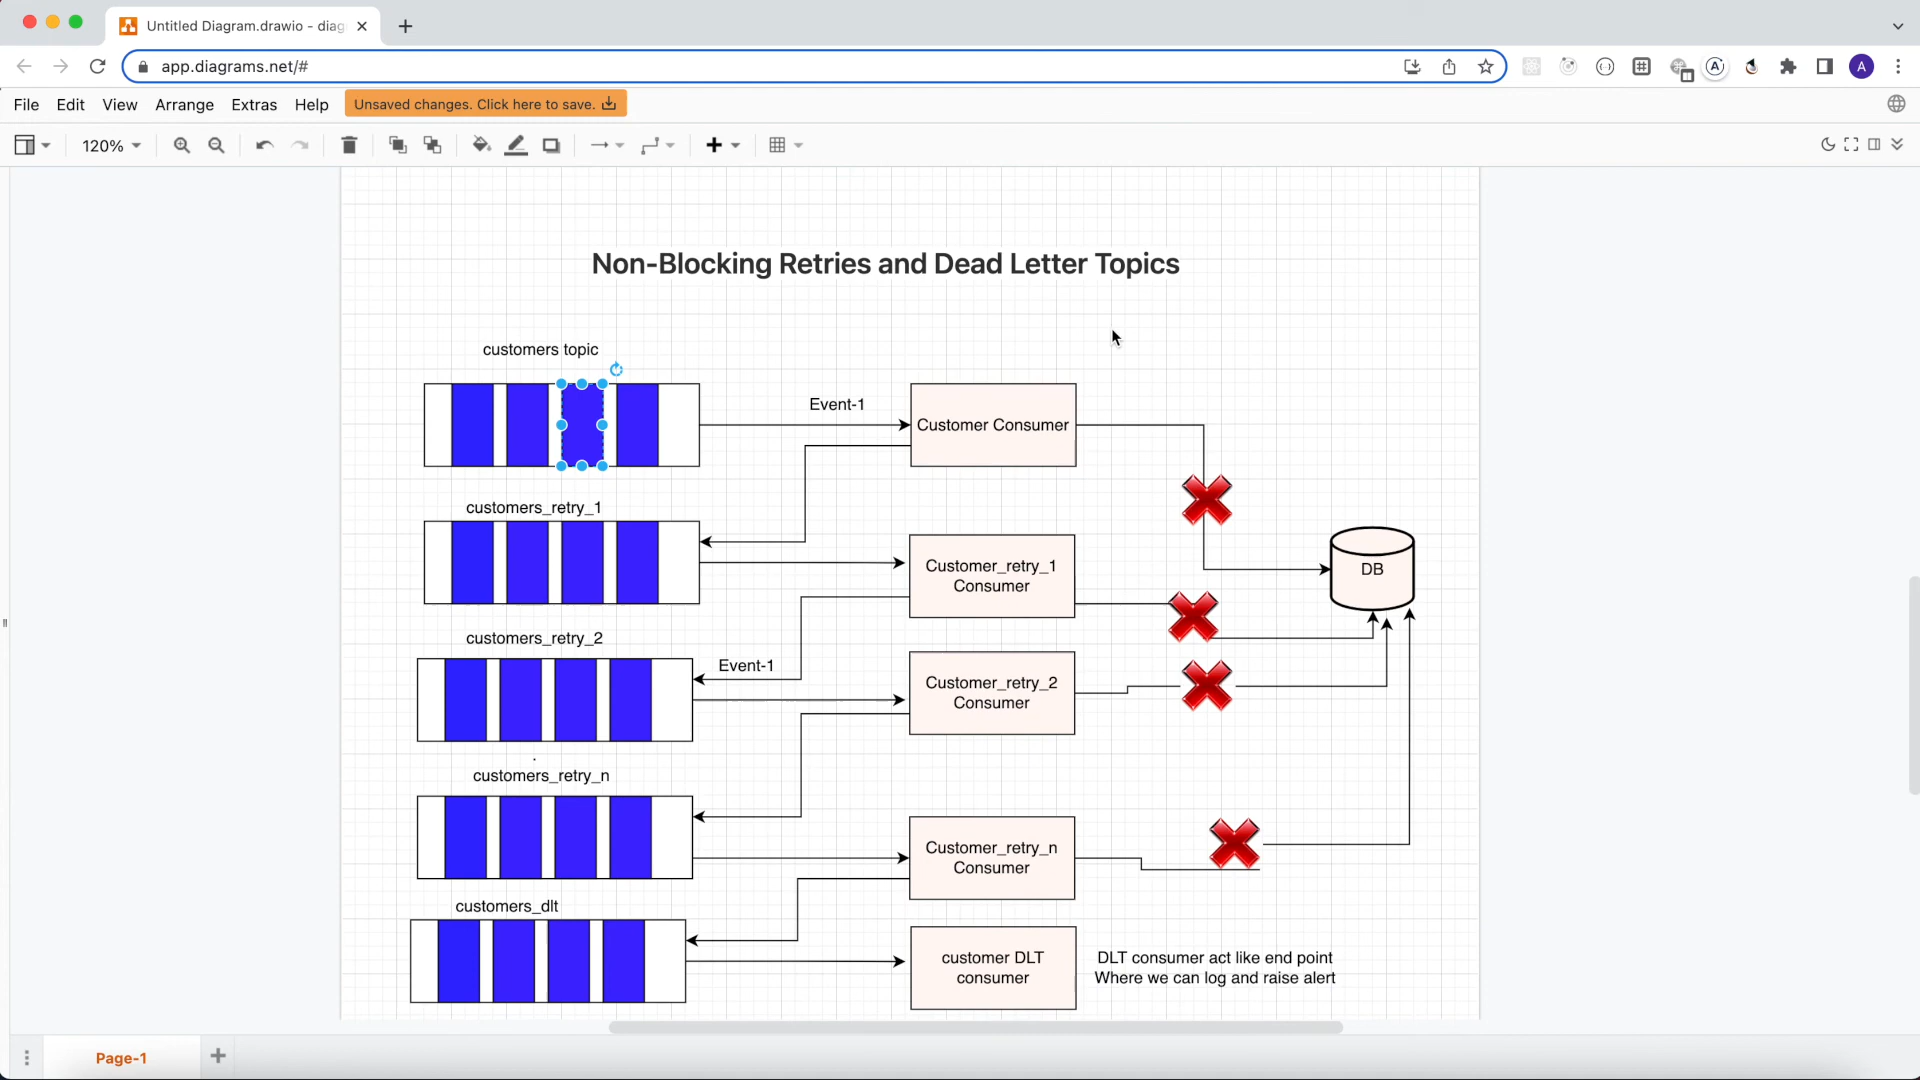 Untitled Diagram.drawio - diag
app.diagrams.net/#
A
A
File Edit View Arrange Extras Help Unsaved changes. Click here to save.
120%
Non-Blocking Retries and Dead Letter Topics
customers topic
Event-1
Customer Consumer
customers_retry_1
Customer_retry_1
Consumer
DB
customers_retry_2
Event-1
Customer_retry_2
Consumer
.
customers_retry_n
Customer_retry_n
Consumer
customers_dlt
customer DLT
consumer
DLT consumer act like end point
Where we can log and raise alert
Page-1